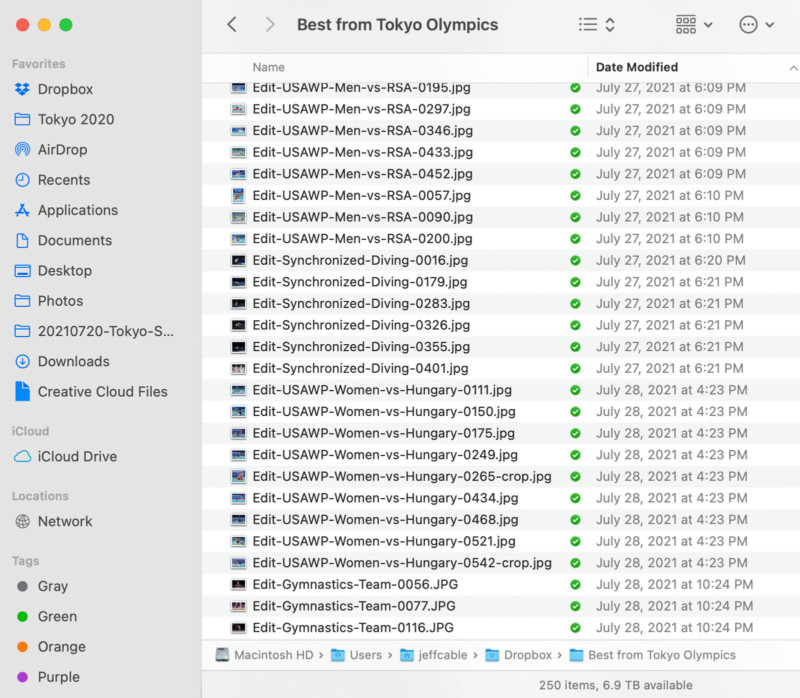 Best from Tokyo Olympics
Favorites
Dropbox
Tokyo 2020
AirDrop
Recents
Applications
Documents
Desktop
Photos
20210720-Tokyo-S...
Downloads
Creative Cloud Files
iCloud
iCloud Drive
Locations
Network
Tags
Gray
Green
Orange
Purple
Name Date Modified
Edit-USAWP-Men-vs-RSA-0195.jpg July 27, 2021 at 6:09 PM
Edit-USAWP-Men-vs-RSA-0297.jpg July 27, 2021 at 6:09 PM
Edit-USAWP-Men-vs-RSA-0346.jpg July 27, 2021 at 6:09 PM
Edit-USAWP-Men-vs-RSA-0433.jpg July 27, 2021 at 6:09 PM
Edit-USAWP-Men-vs-RSA-0452.jpg July 27, 2021 at 6:09 PM
Edit-USAWP-Men-vs-RSA-0057.jpg July 27, 2021 at 6:10 PM
Edit-USAWP-Men-vs-RSA-0090.jpg July 27, 2021 at 6:10 PM
Edit-USAWP-Men-vs-RSA-0200.jpg July 27, 2021 at 6:10 PM
Edit-Synchronized-Diving-0016.jpg July 27, 2021 at 6:20 PM
Edit-Synchronized-Diving-0179.jpg July 27, 2021 at 6:21 PM
Edit-Synchronized-Diving-0283.jpg July 27, 2021 at 6:21 PM
Edit-Synchronized-Diving-0326.jpg July 27, 2021 at 6:21 PM
Edit-Synchronized-Diving-0355.jpg July 27, 2021 at 6:21 PM
Edit-Synchronized-Diving-0401.jpg July 27, 2021 at 6:21 PM
Edit-USAWP-Women-vs-Hungary-0111.jpg July 28, 2021 at 4:23 PM
Edit-USAWP-Women-vs-Hungary-0150.jpg July 28, 2021 at 4:23 PM
Edit-USAWP-Women-vs-Hungary-0175.jpg July 28, 2021 at 4:23 PM
Edit-USAWP-Women-vs-Hungary-0249.jpg July 28, 2021 at 4:23 PM
Edit-USAWP-Women-vs-Hungary-0265-crop.jpg July 28, 2021 at 4:23 PM
Edit-USAWP-Women-vs-Hungary-0434.jpg July 28, 2021 at 4:23 PM
Edit-USAWP-Women-vs-Hungary-0468.jpg July 28, 2021 at 4:23 PM
Edit-USAWP-Women-vs-Hungary-0521.jpg July 28, 2021 at 4:23 PM
Edit-USAWP-Women-vs-Hungary-0542-crop.jpg July 28, 2021 at 4:23 PM
Edit-Gymnastics-Team-0056.JPG July 28, 2021 at 10:24 PM
Edit-Gymnastics-Team-0077.JPG July 28, 2021 at 10:24 PM
Edit-Gymnastics-Team-0116.JPG July 28, 2021 at 10:24 PM
Macintosh HD › Users › jeffcable › Dropbox › Best from Tokyo Olympics
250 items, 6.9 TB available